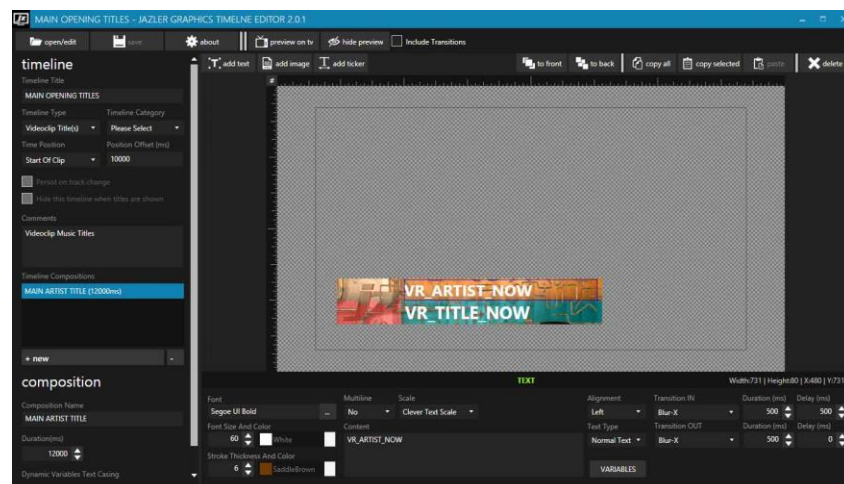 MAIN OPENING TITLES - JAZLER GRAPHICS TIMELNE EDITOR 2.0.1
open/edit save about preview on tv hide preview Include Transitions
timeline
add text add image add ticker to front to back copy all copy selected paste delete
Timeline Title
MAIN OPENING TITLES
Timeline Type Timeline Category
Videoclip Title(s) Please Select
Time Position Position Offset (ms)
Start Of Clip 10000
Persist on track change
Hide this timeline when titles are shown
Comments
Videoclip Music Titles
Timeline Compositions
MAIN ARTIST TITLE (12000ms)
VR_ARTIST_NOW
VR_TITLE_NOW
+ new -
composition
TEXT Width:731 | Height:80 | X:480 | Y:731
Composition Name
MAIN ARTIST TITLE
Duration(ms)
12000
Dynamic Variables Text Casing
Font Multiline Scale Alignment Transition IN Duration (ms) Delay (ms)
Segoe UI Bold ... No Clever Text Scale Left Blur-X 500 500
Font Size And Color Content Text Type Transition OUT Duration (ms) Delay (ms)
60 White VR_ARTIST_NOW Normal Text Blur-X 500 0
Stroke Thickness And Color
6 SaddleBrown VARIABLES